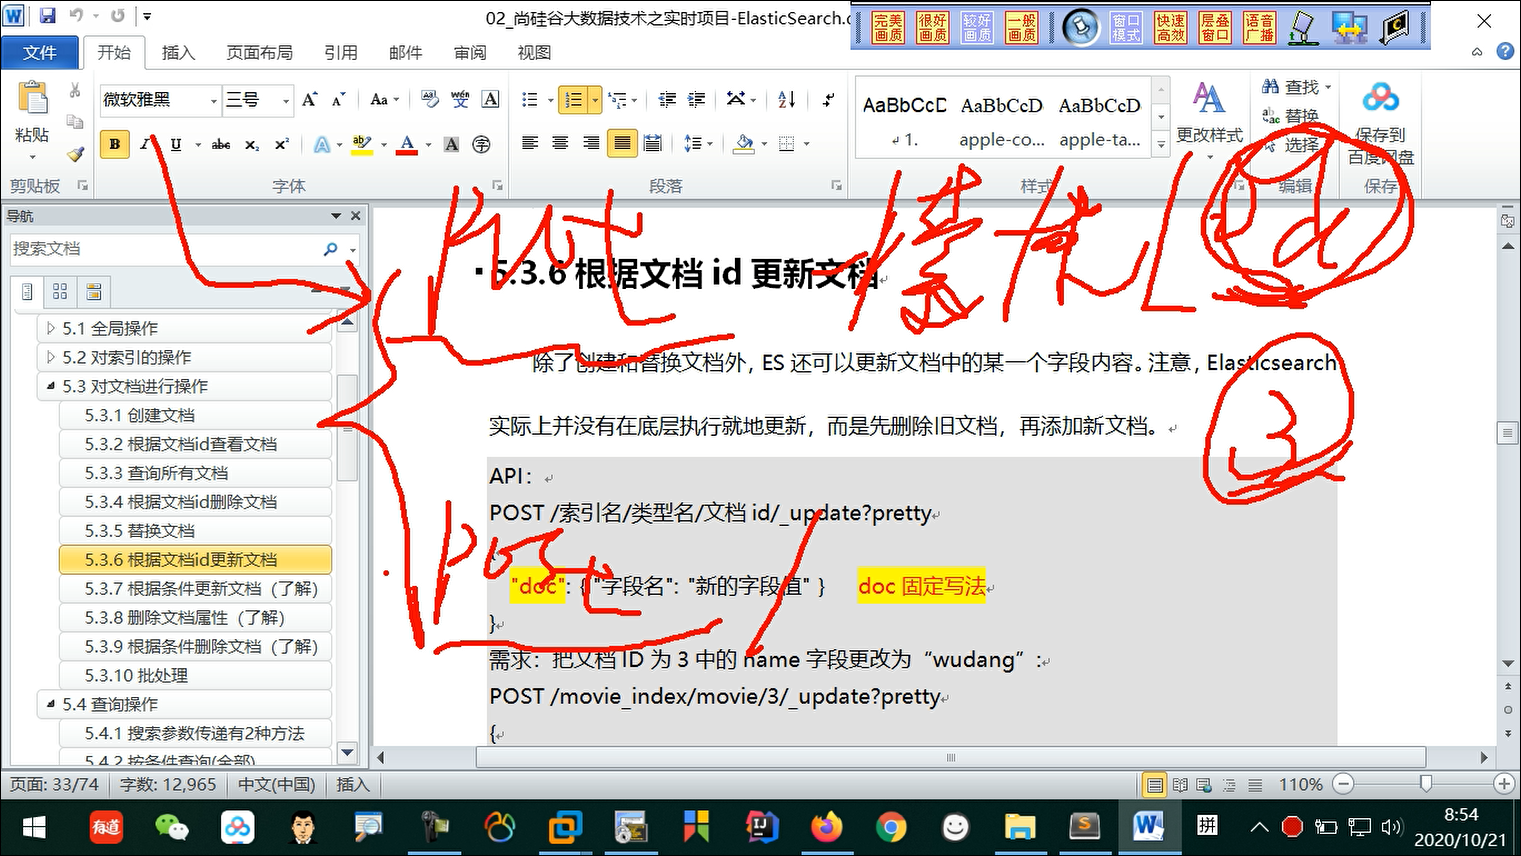 02_尚硅谷大数据技术之实时项目-ElasticSearch.
完美画质 很好画质 较好画质 一般画质 窗口模式 快速高效 层叠窗口 语音广播
文件 开始 插入 页面布局 引用 邮件 审阅 视图
粘贴
剪贴板
微软雅黑 三号
字体
段落
AaBbCcD AaBbCcD AaBbCcD
1. apple-co... apple-ta...
样式
更改样式
查找
替换
选择
编辑
保存到
百度网盘
保存
导航
搜索文档
5.1 全局操作
5.2 对索引的操作
5.3 对文档进行操作
5.3.1 创建文档
5.3.2 根据文档id查看文档
5.3.3 查询所有文档
5.3.4 根据文档id删除文档
5.3.5 替换文档
5.3.6 根据文档id更新文档
5.3.7 根据条件更新文档（了解）
5.3.8 删除文档属性（了解）
5.3.9 根据条件删除文档（了解）
5.3.10 批处理
5.4 查询操作
5.4.1 搜索参数传递有2种方法
5.4.2 按条件查询(全部)
5.3.6 根据文档 id 更新文档
除了创建和替换文档外，ES 还可以更新文档中的某一个字段内容。注意，Elasticsearch
实际上并没有在底层执行就地更新，而是先删除旧文档，再添加新文档。
API：
POST /索引名/类型名/文档 id/_update?pretty
{
"doc": { "字段名": "新的字段值" } doc 固定写法
}
需求：把文档 ID 为 3 中的 name 字段更改为“wudang”:
POST /movie_index/movie/3/_update?pretty
{
id
3
post
页面: 33/74 字数: 12,965 中文(中国) 插入 110%
有道
拼
8:54
2020/10/21